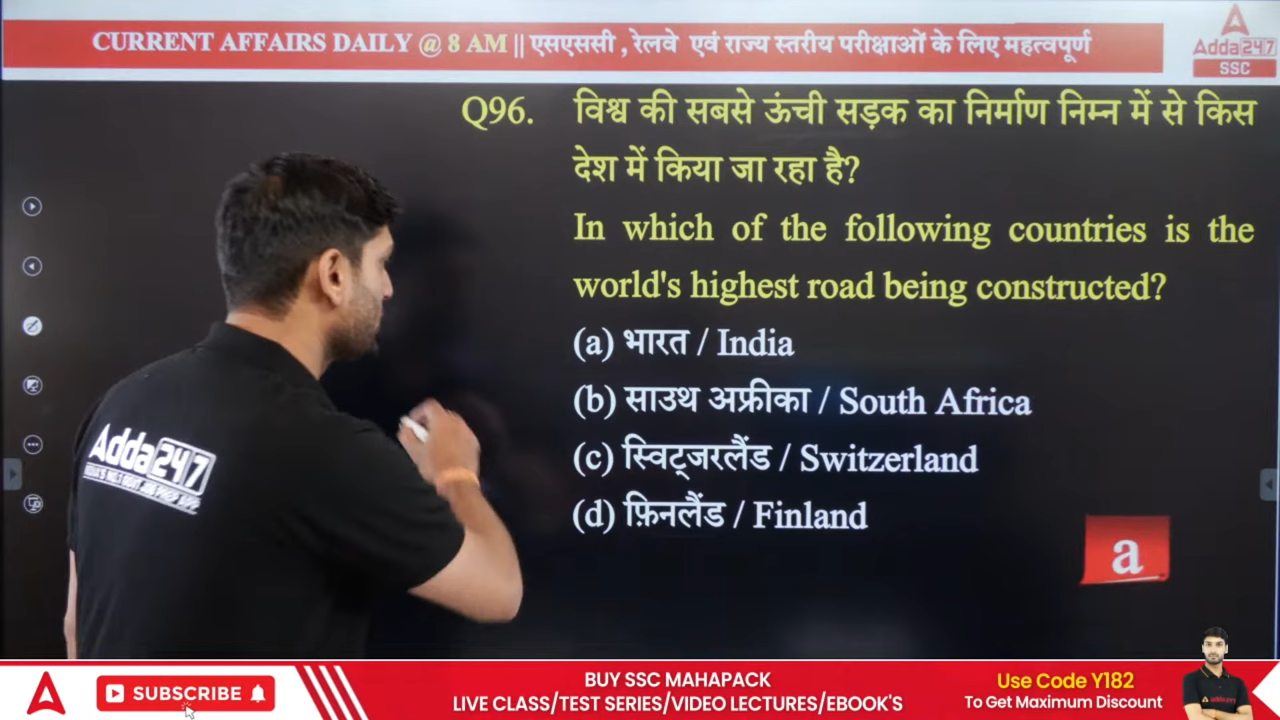 CURRENT AFFAIRS DAILY @ 8 AM || एसएससी , रेलवे एवं राज्य स्तरीय परीक्षाओं के लिए महत्वपूर्ण
Adda247
SSC
Q96. विश्व की सबसे ऊंची सड़क का निर्माण निम्न में से किस
देश में किया जा रहा है?
In which of the following countries is the
world's highest road being constructed?
(a) भारत / India
(b) साउथ अफ्रीका / South Africa
(c) स्विट्जरलैंड / Switzerland
(d) फ़िनलैंड / Finland
a
Adda247
SUBSCRIBE
BUY SSC MAHAPACK
LIVE CLASS/TEST SERIES/VIDEO LECTURES/EBOOK'S
Use Code Y182
To Get Maximum Discount